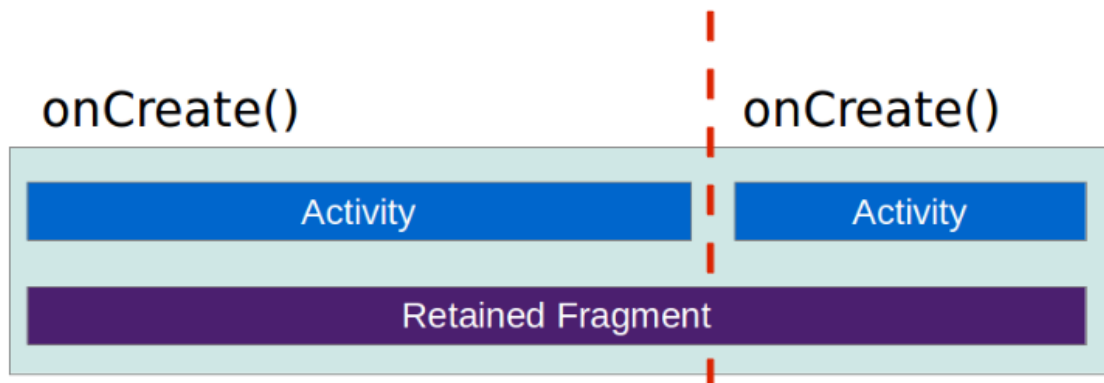 onCreate() onCreate()
Activity Activity
Retained Fragment